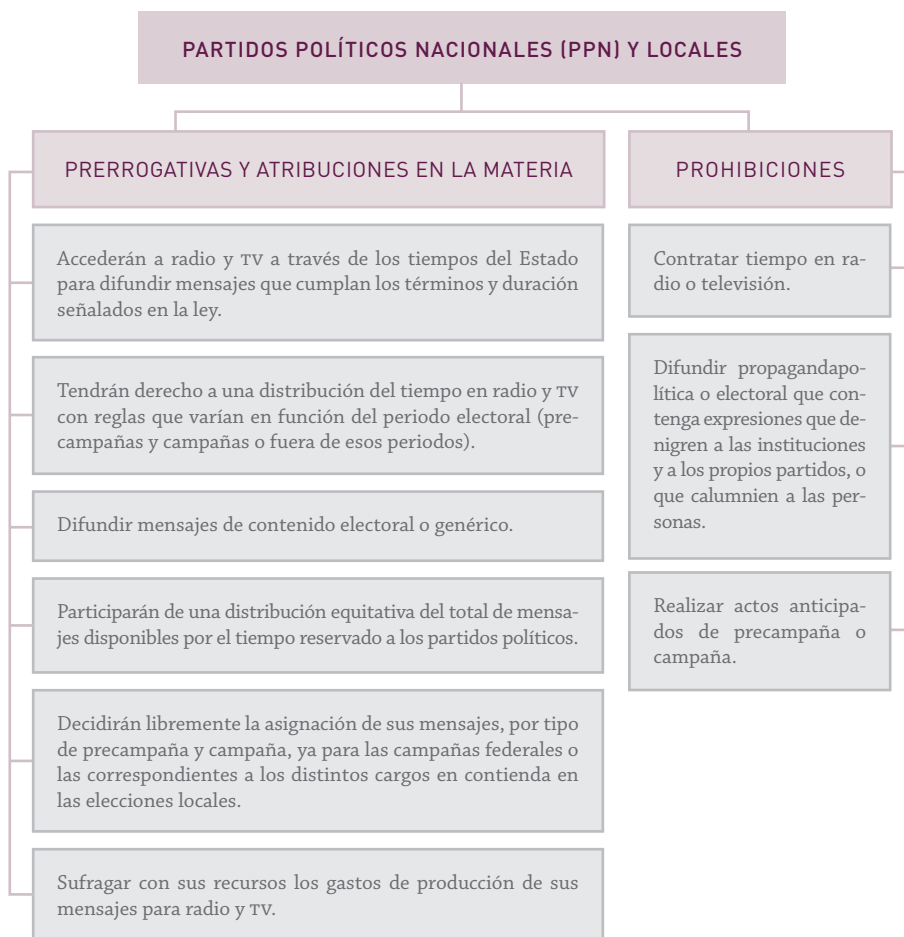 PARTIDOS POLÍTICOS NACIONALES (PPN) Y LOCALES
PRERROGATIVAS Y ATRIBUCIONES EN LA MATERIA
Accederán a radio y TV a través de los tiempos del Estado
para difundir mensajes que cumplan los términos y duración
señalados en la ley.
Tendrán derecho a una distribución del tiempo en radio y TV
con reglas que varían en función del periodo electoral (pre-
campañas y campañas o fuera de esos periodos).
Difundir mensajes de contenido electoral o genérico.
Participarán de una distribución equitativa del total de mensa-
jes disponibles por el tiempo reservado a los partidos políticos.
Decidirán libremente la asignación de sus mensajes, por tipo
de precampaña y campaña, ya para las campañas federales o
las correspondientes a los distintos cargos en contienda en
las elecciones locales.
Sufragar con sus recursos los gastos de producción de sus
mensajes para radio y TV.
PROHIBICIONES
Contratar tiempo en ra-
dio o televisión.
Difundir propagandapo-
lítica o electoral que con-
tenga expresiones que de-
nigren a las instituciones
y a los propios partidos, o
que calumnien a las per-
sonas.
Realizar actos anticipa-
dos de precampaña o
campaña.